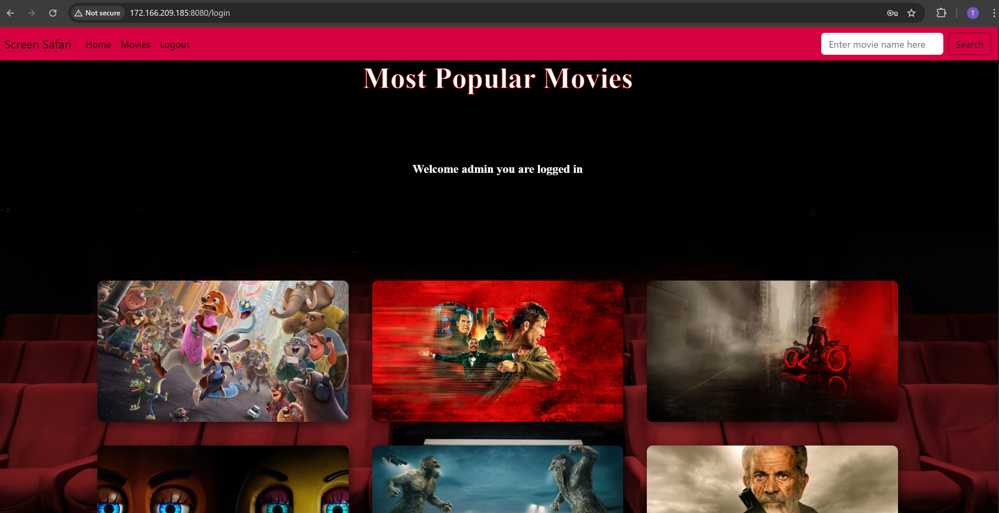 Not secure 172.166.209.185:8080/login T
Screen Safari Home Movies Logout Enter movie name here Search
Most Popular Movies
Welcome admin you are logged in
-->